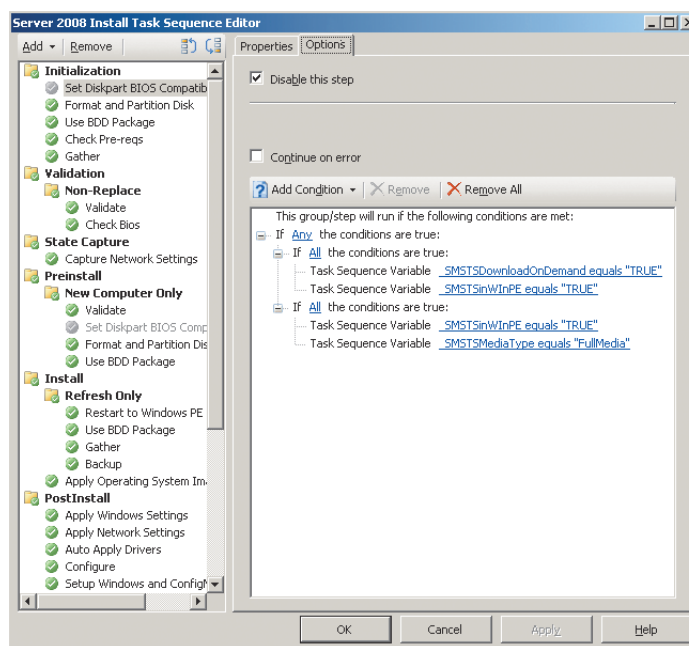 Server 2008 Install Task Sequence Editor
Add Remove
Properties Options
Initialization
Set Diskpart BIOS Compatib
Format and Partition Disk
Use BDD Package
Check Pre-reqs
Gather
Validation
Non-Replace
Validate
Check Bios
State Capture
Capture Network Settings
Preinstall
New Computer Only
Validate
Set Diskpart BIOS Comp
Format and Partition Dis
Use BDD Package
Install
Refresh Only
Restart to Windows PE
Use BDD Package
Gather
Backup
Apply Operating System Im
PostInstall
Apply Windows Settings
Apply Network Settings
Auto Apply Drivers
Configure
Setup Windows and ConfigM
Disable this step
Continue on error
Add Condition Remove Remove All
This group/step will run if the following conditions are met:
If Any the conditions are true:
If All the conditions are true:
Task Sequence Variable SMSTSDownloadOnDemand equals "TRUE"
Task Sequence Variable SMSTSinWInPE equals "TRUE"
If All the conditions are true:
Task Sequence Variable SMSTSinWInPE equals "TRUE"
Task Sequence Variable SMSTSMediaType equals "FullMedia"
OK Cancel Apply Help